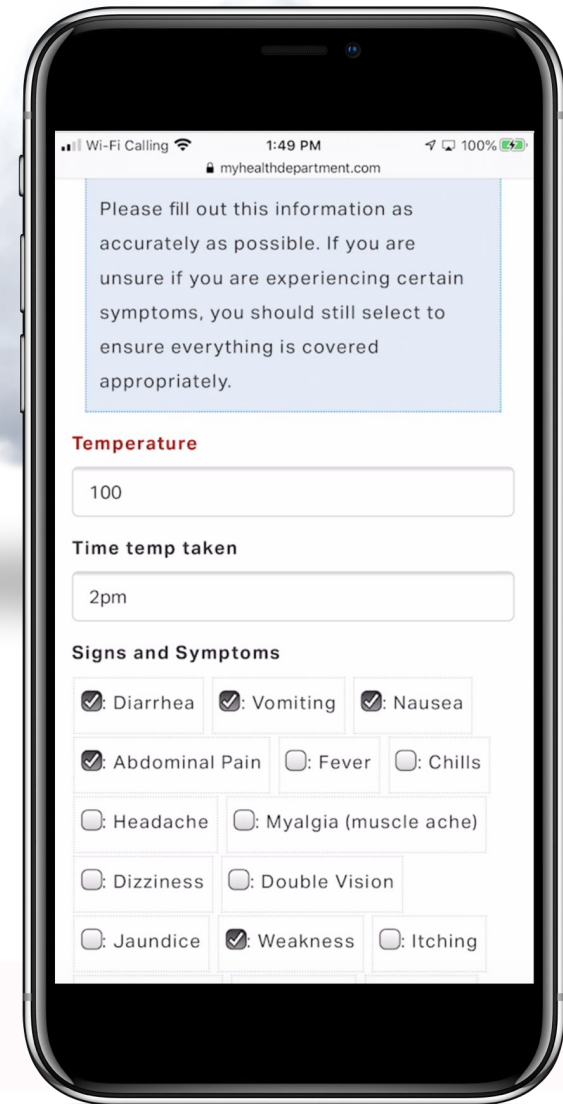 Wi-Fi Calling 1:49 PM 100%
myhealthdepartment.com
Please fill out this information as
accurately as possible. If you are
unsure if you are experiencing certain
symptoms, you should still select to
ensure everything is covered
appropriately.
Temperature
100
Time temp taken
2pm
Signs and Symptoms
: Diarrhea : Vomiting : Nausea
: Abdominal Pain : Fever : Chills
: Headache : Myalgia (muscle ache)
: Dizziness : Double Vision
: Jaundice : Weakness : Itching